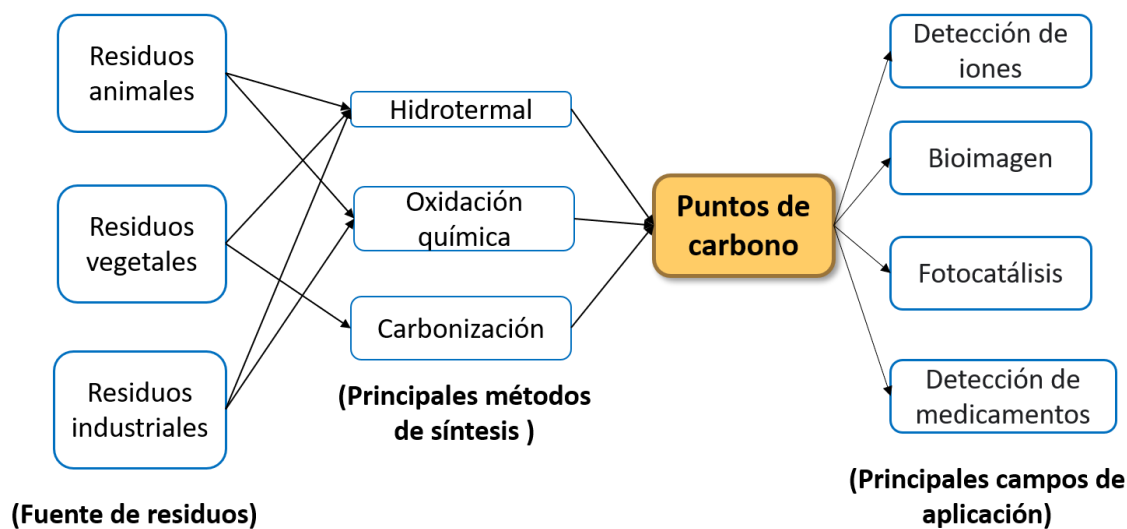 Residuos
animales
Residuos
vegetales
Residuos
industriales
(Fuente de residuos)
Hidrotermal
Oxidación
química
Carbonización
(Principales métodos
de síntesis )
Puntos de
carbono
Detección de
iones
Bioimagen
Fotocatálisis
Detección de
medicamentos
(Principales campos de
aplicación)